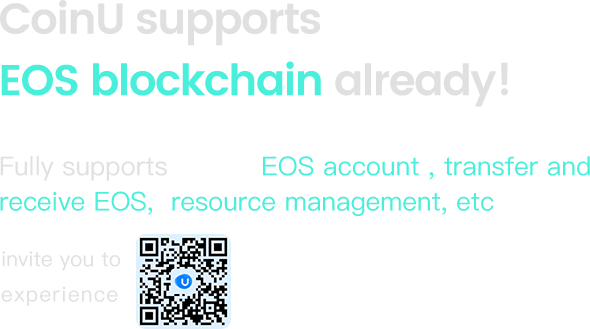 CoinU supports
EOS blockchain already!
Fully supports EOS account , transfer and
receive EOS, resource management, etc
invite you to
experience